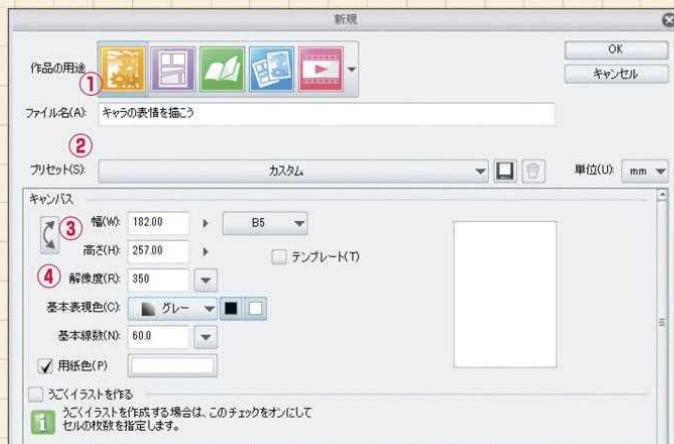 新規
作品の用途
①
OK
キャンセル
ファイル名(A): キャラの表情を描こう
②
プリセット(S): カスタム 単位(U): mm
キャンバス
③ 幅(W): 182.00 B5
高さ(H): 257.00 テンプレート(T)
④ 解像度(R): 350
基本表現色(C): グレー
基本線数(N): 60.0
用紙色(P)
うごくイラストを作る
うごくイラストを作成する場合は、このチェックをオンにして
セルの枚数を指定します。